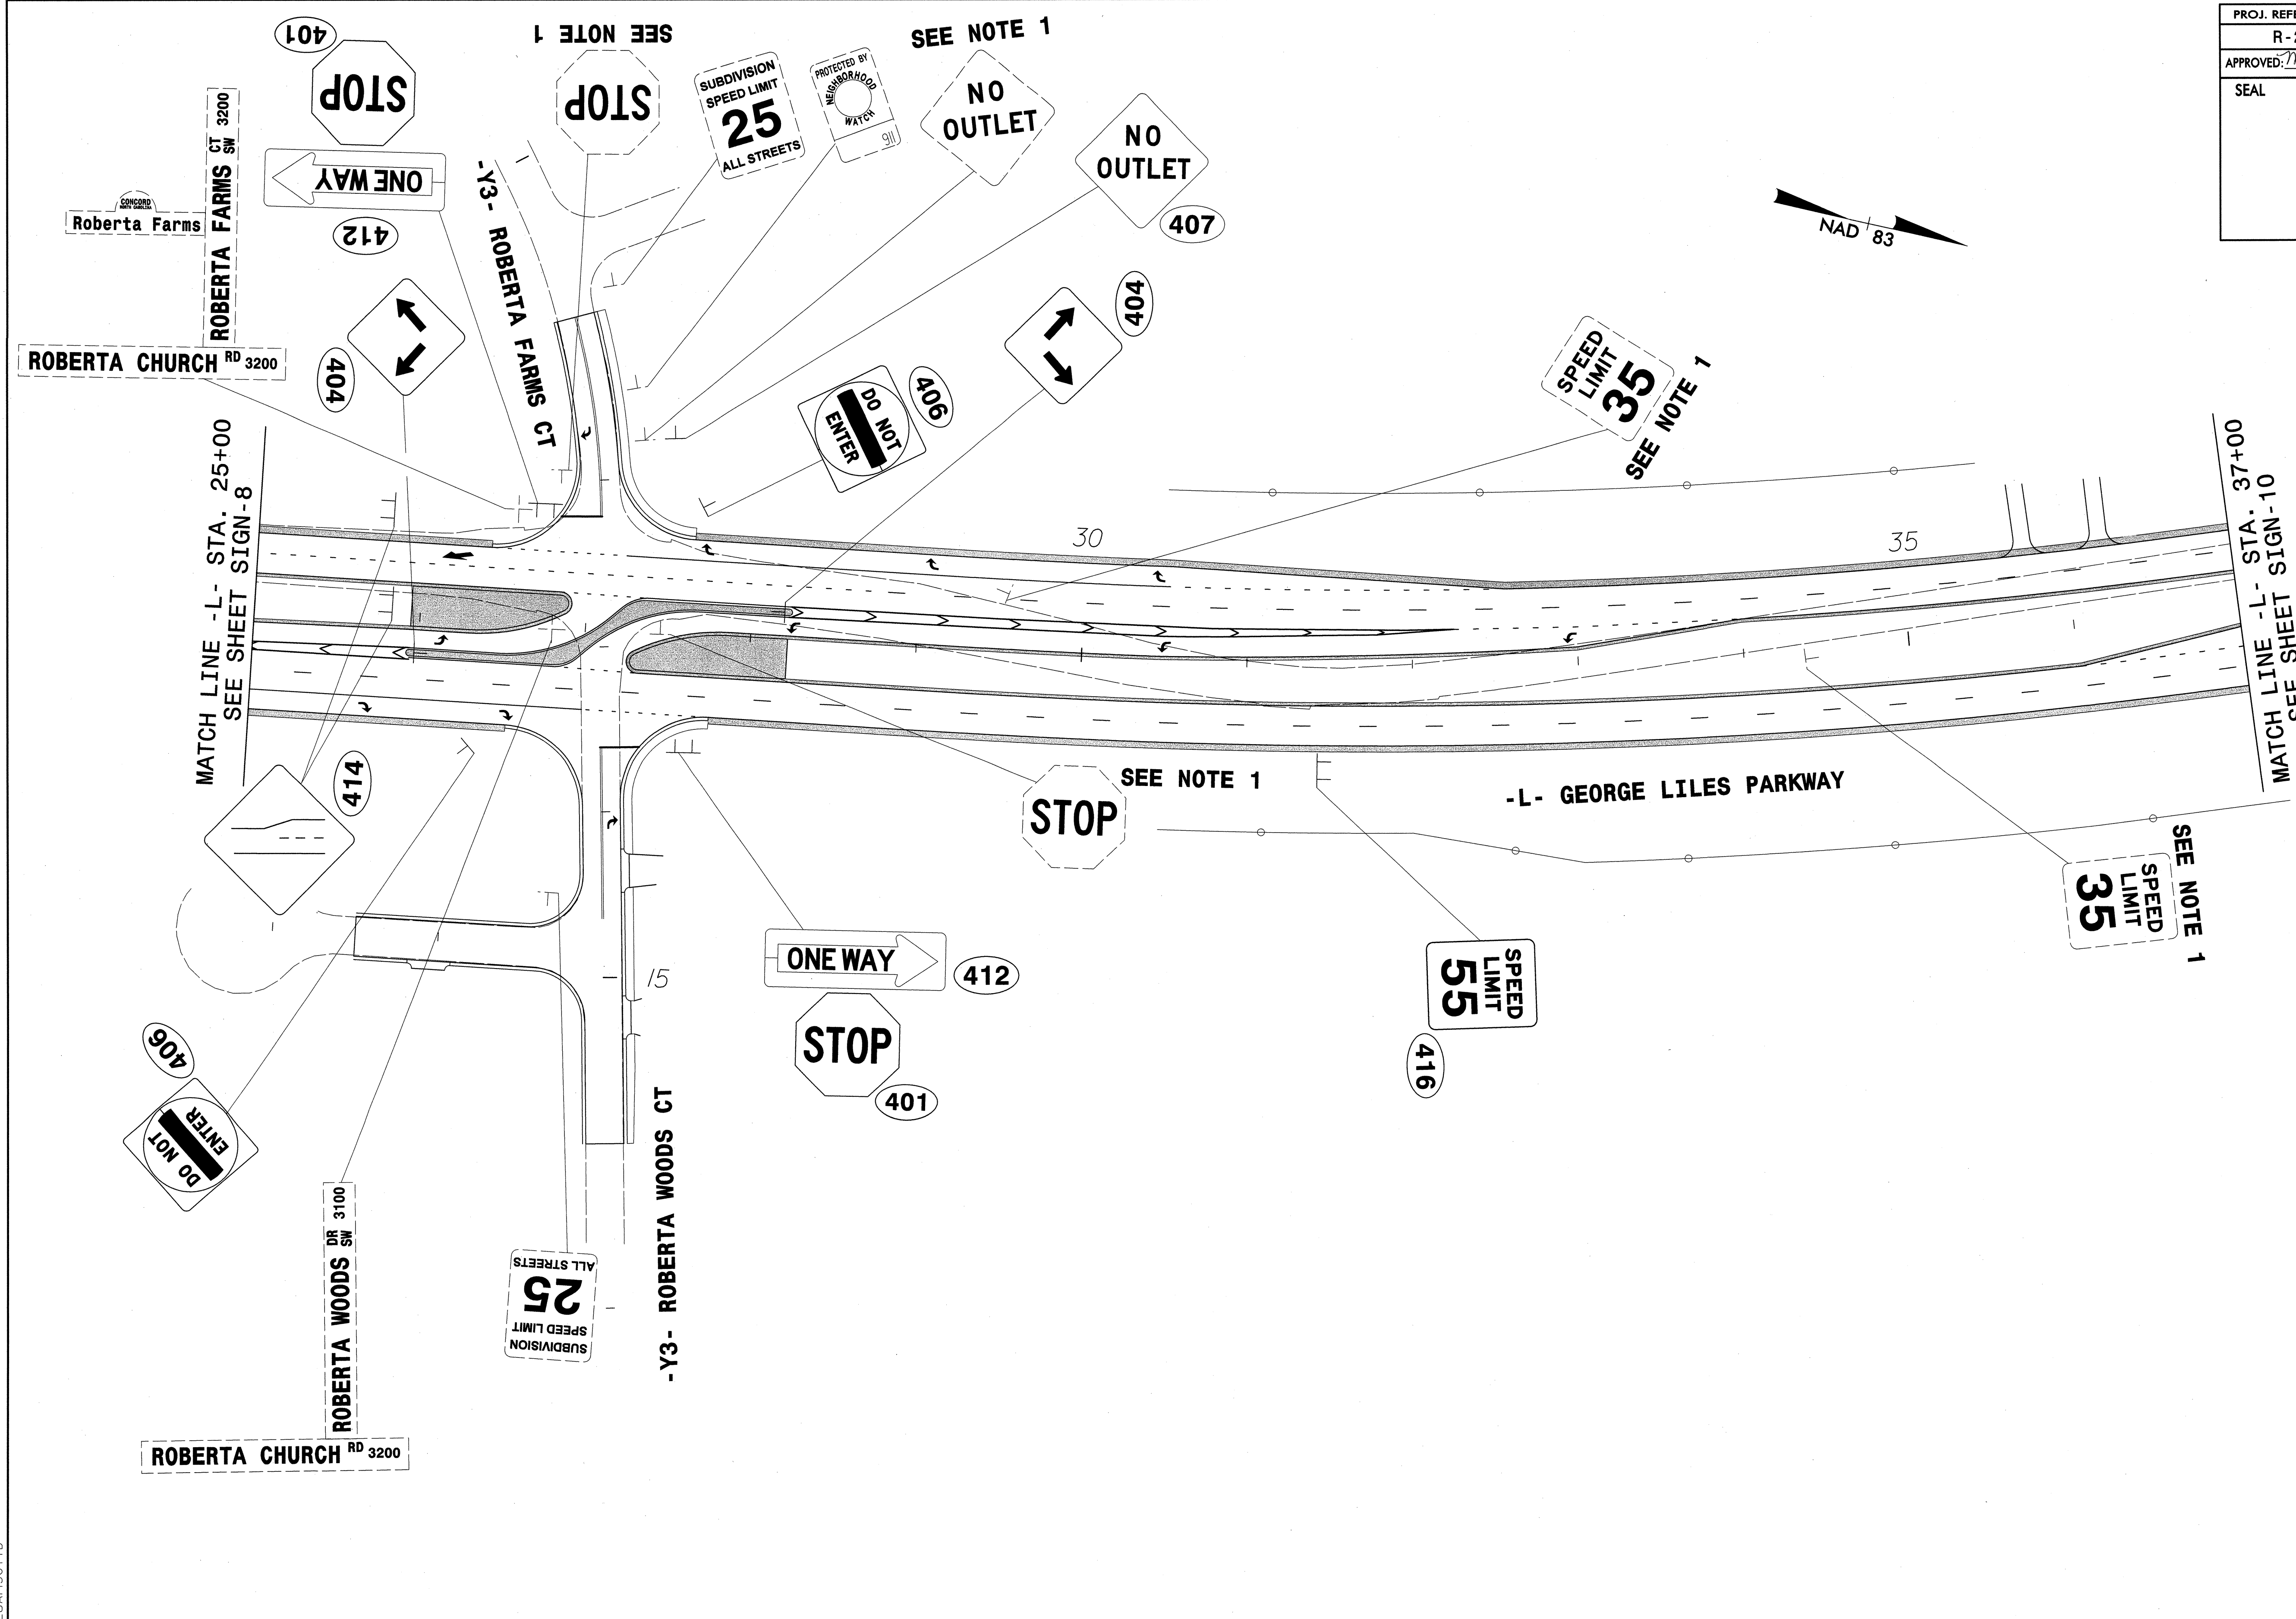 PROJ. REFE
R-2
APPROVED:
SEAL
401
STOP
ONE WAY
412
SEE NOTE 1
STOP
SUBDIVISION
SPEED LIMIT
25
ALL STREETS
PROTECTED BY
NEIGHBORHOOD
WATCH
911
SEE NOTE 1
NO
OUTLET
NO
OUTLET
407
NAD 83
CONCORD
NORTH CAROLINA
Roberta Farms
ROBERTA FARMS CT SW 3200
ROBERTA CHURCH RD 3200
404
-Y3- ROBERTA FARMS CT
DO NOT
ENTER
406
404
SPEED
LIMIT
35
SEE NOTE 1
MATCH LINE -L- STA. 25+00
SEE SHEET SIGN-8
30
35
MATCH LINE -L- STA. 37+00
SEE SHEET SIGN-10
414
SEE NOTE 1
STOP
-L- GEORGE LILES PARKWAY
SPEED
LIMIT
35
SEE NOTE 1
ONE WAY
412
STOP
401
15
SPEED
LIMIT
55
416
406
DO NOT
ENTER
ROBERTA WOODS DR SW 3100
ROBERTA CHURCH RD 3200
SUBDIVISION
SPEED LIMIT
25
ALL STREETS
-Y3- ROBERTA WOODS CT